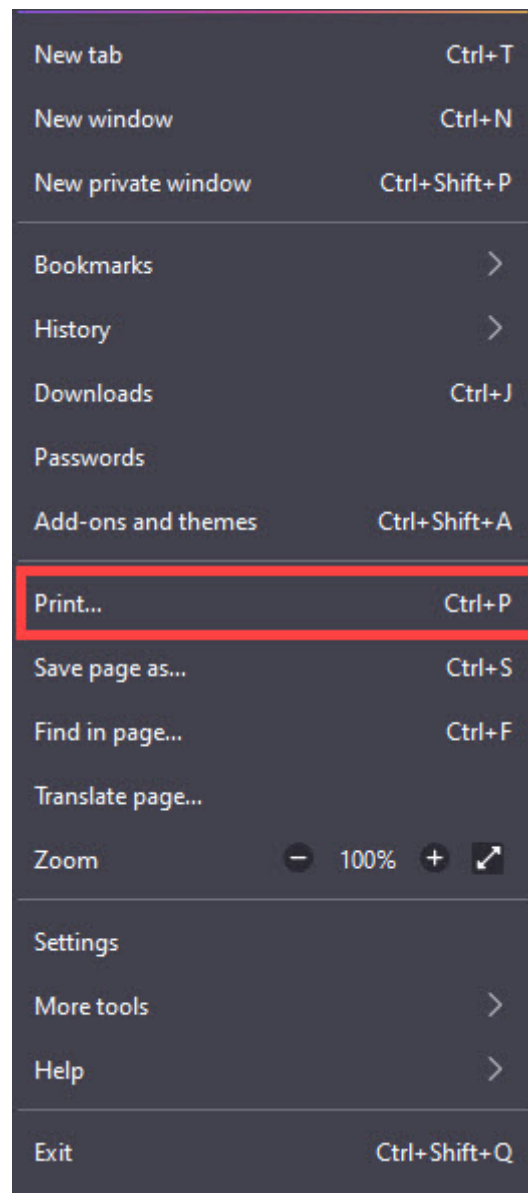 New tab Ctrl+T
New window Ctrl+N
New private window Ctrl+Shift+P
Bookmarks
History
Downloads Ctrl+J
Passwords
Add-ons and themes Ctrl+Shift+A
Print... Ctrl+P
Save page as... Ctrl+S
Find in page... Ctrl+F
Translate page...
Zoom 100%
Settings
More tools
Help
Exit Ctrl+Shift+Q